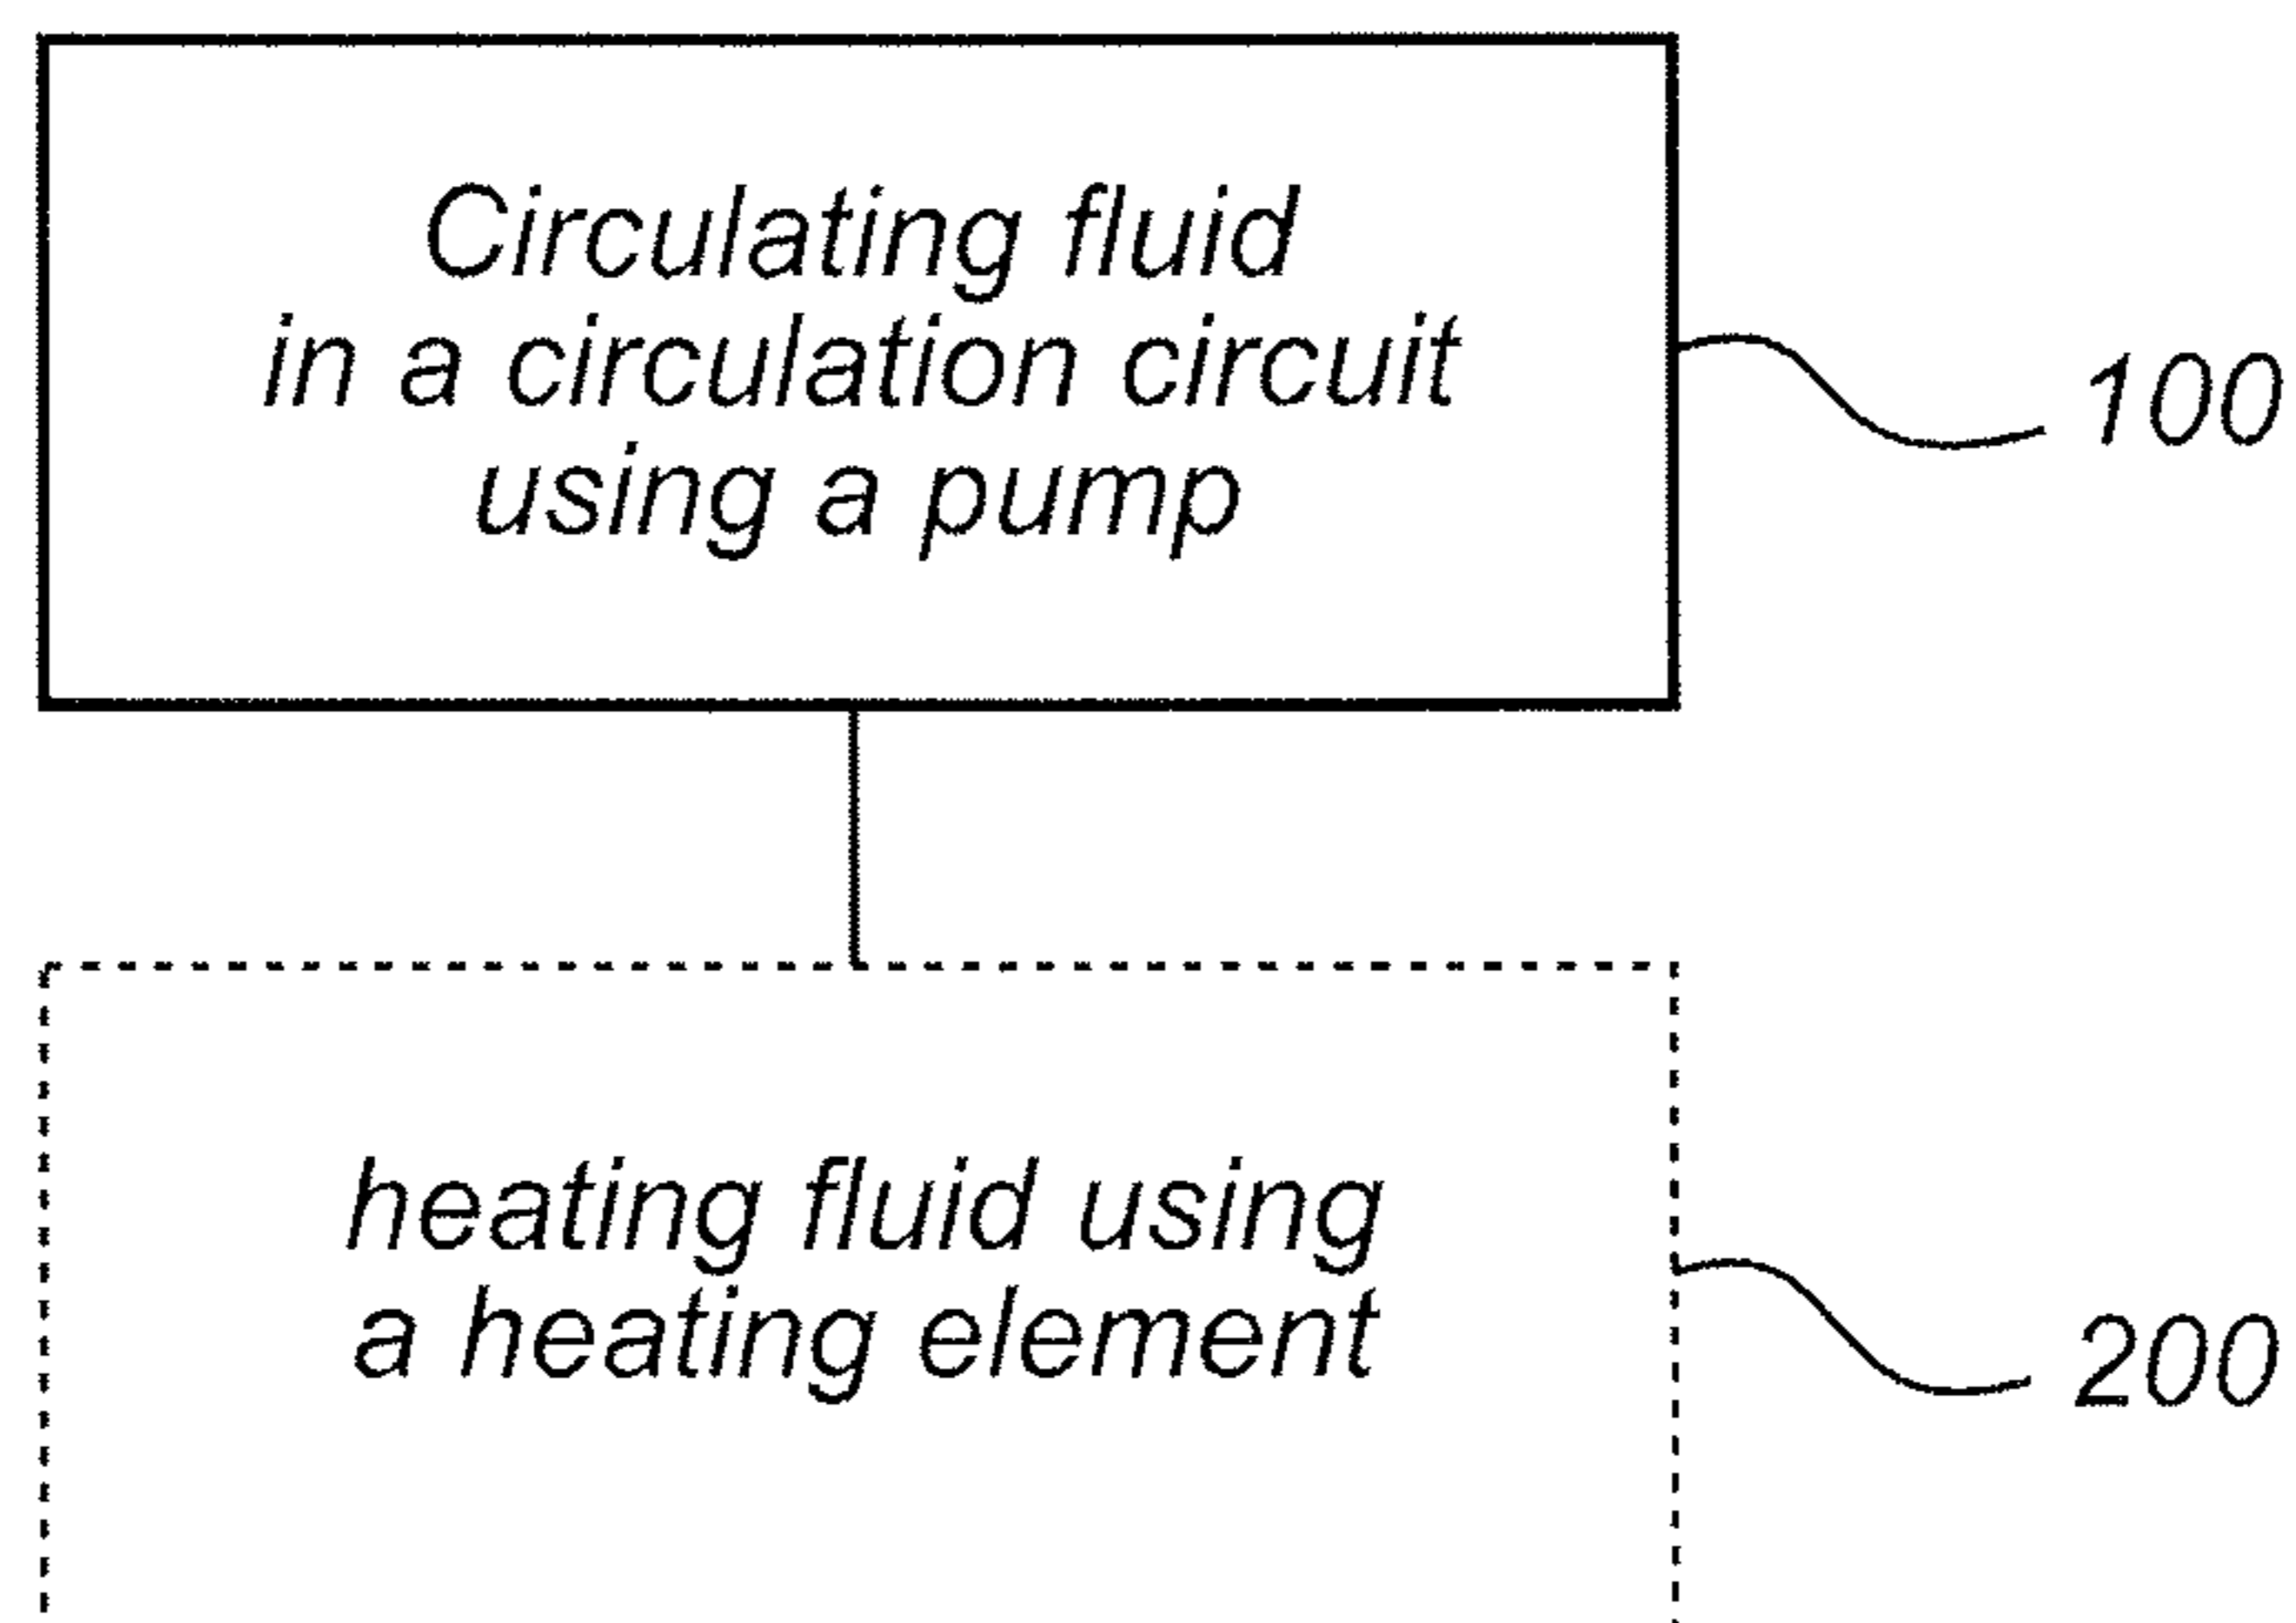 Circulating fluid
in a circulation circuit
using a pump
100
heating fluid using
a heating element
200